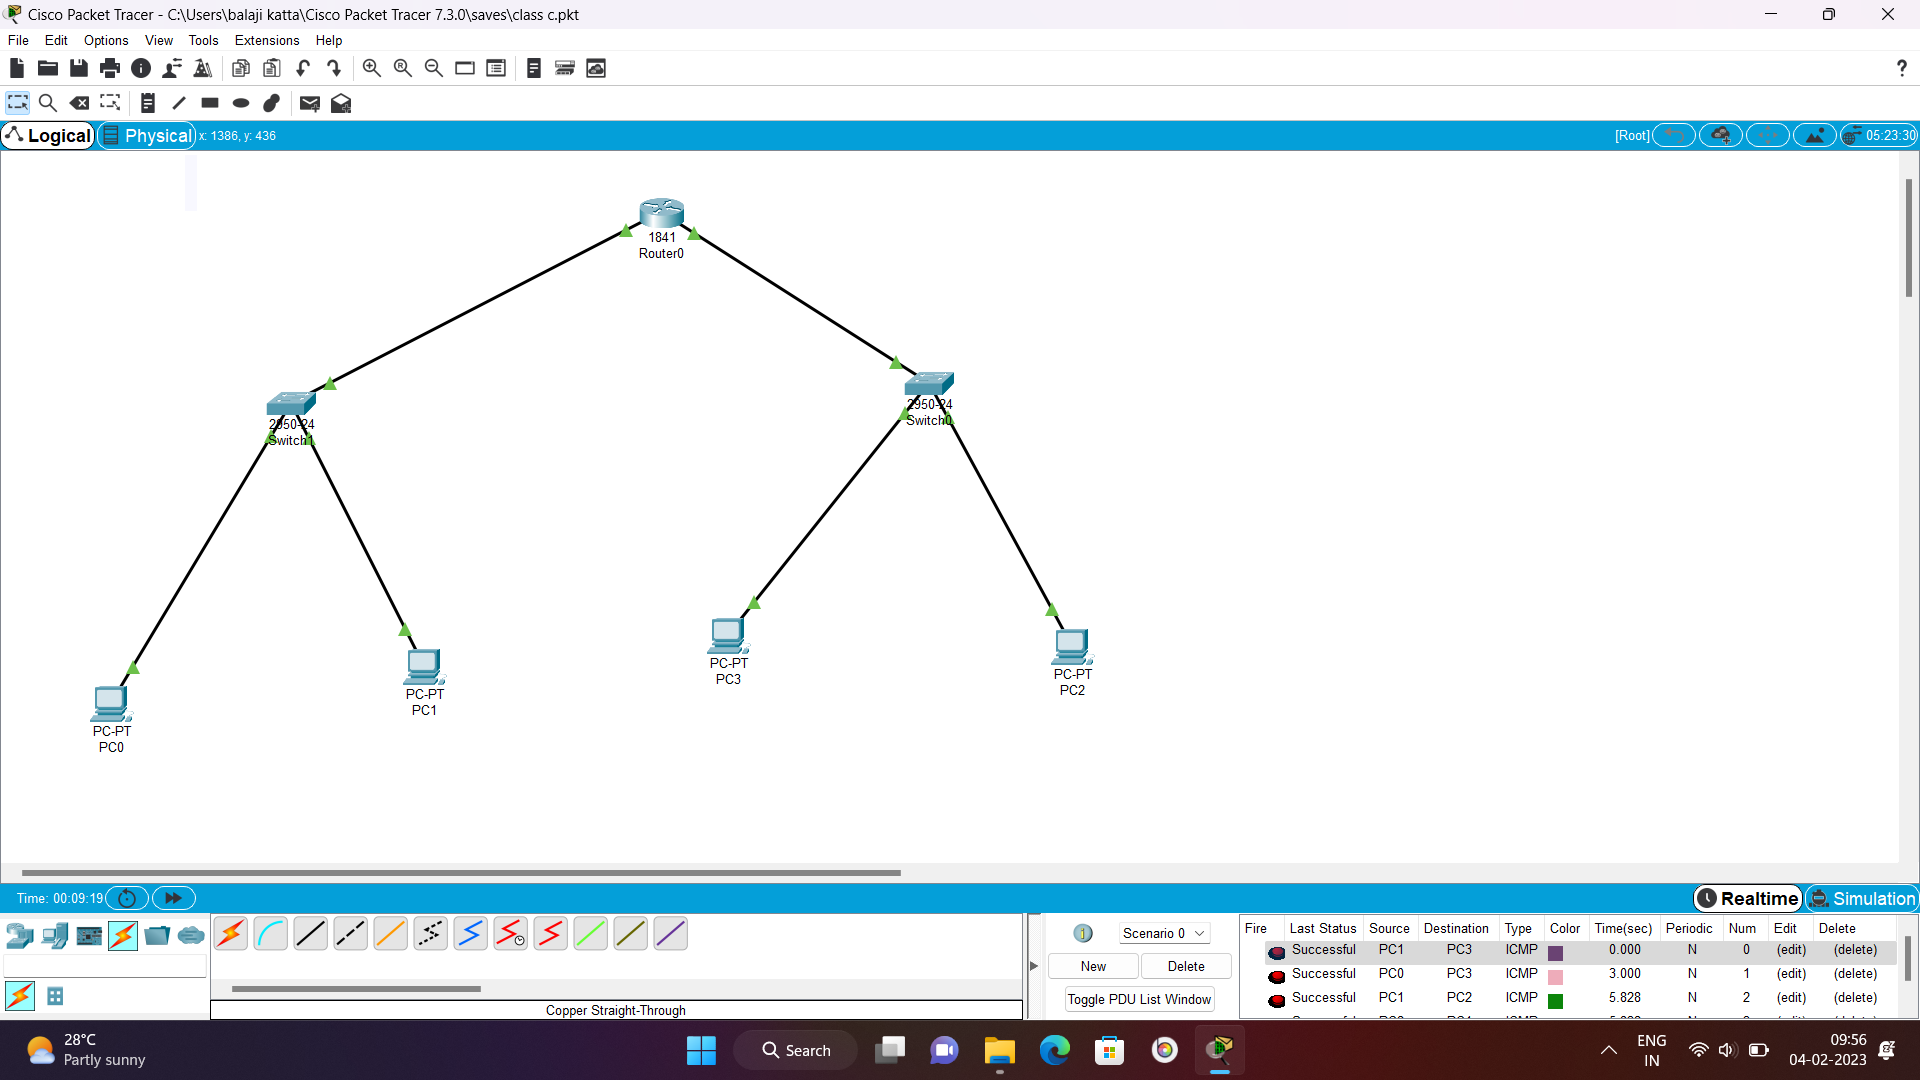 Cisco Packet Tracer - C:\Users\balaji katta\Cisco Packet Tracer 7.3.0\saves\class c.pkt
File Edit Options View Tools Extensions Help
?
Logical Physical x: 1386, y: 436 [Root] 05:23:30
1841
Router0
2950-24
Switch0
2950-24
Switch1
PC-PT
PC3
PC-PT
PC2
PC-PT
PC1
PC-PT
PC0
Time: 00:09:19 Realtime Simulation
Scenario 0
New Delete
Toggle PDU List Window
Copper Straight-Through
Fire Last Status Source Destination Type Color Time(sec) Periodic Num Edit Delete
Successful PC1 PC3 ICMP 0.000 N 0 (edit) (delete)
Successful PC0 PC3 ICMP 3.000 N 1 (edit) (delete)
Successful PC1 PC2 ICMP 5.828 N 2 (edit) (delete)
28°C
Partly sunny
Search
ENG
IN
09:56
04-02-2023